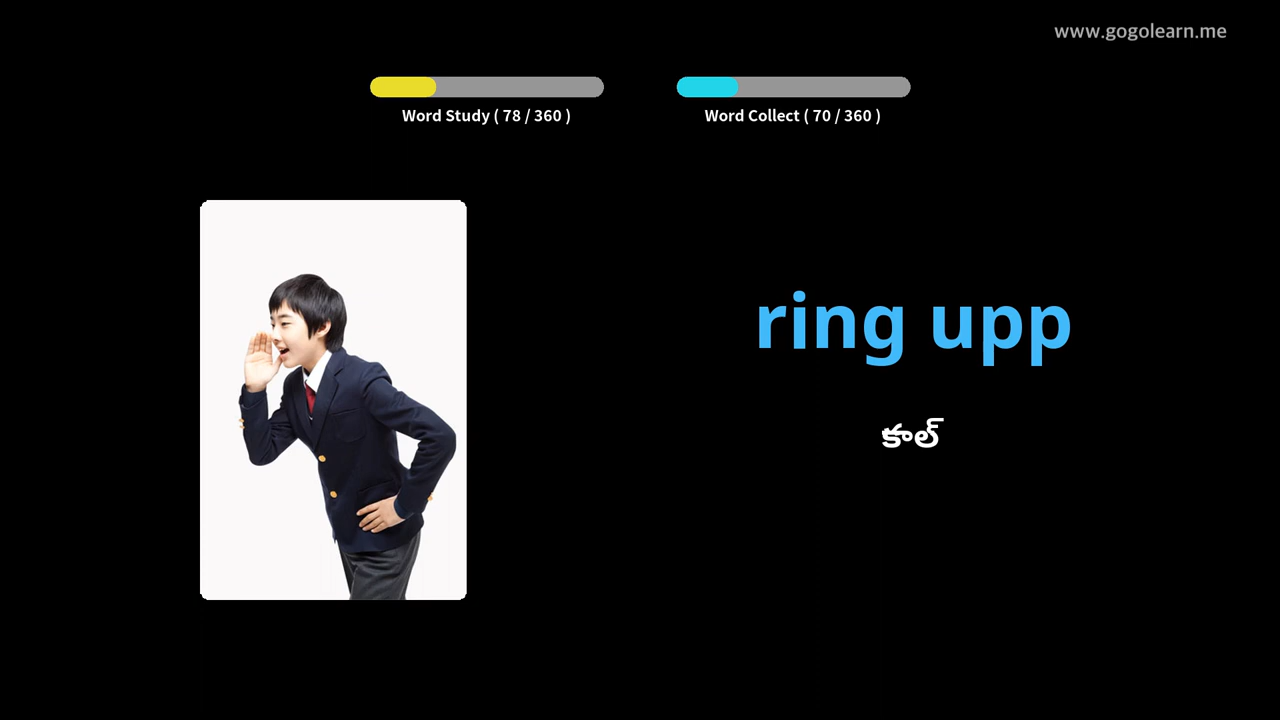 www.gogolearn.me
Word Study ( 78 / 360 )
Word Collect ( 70 / 360 )
ring upp
కాల్